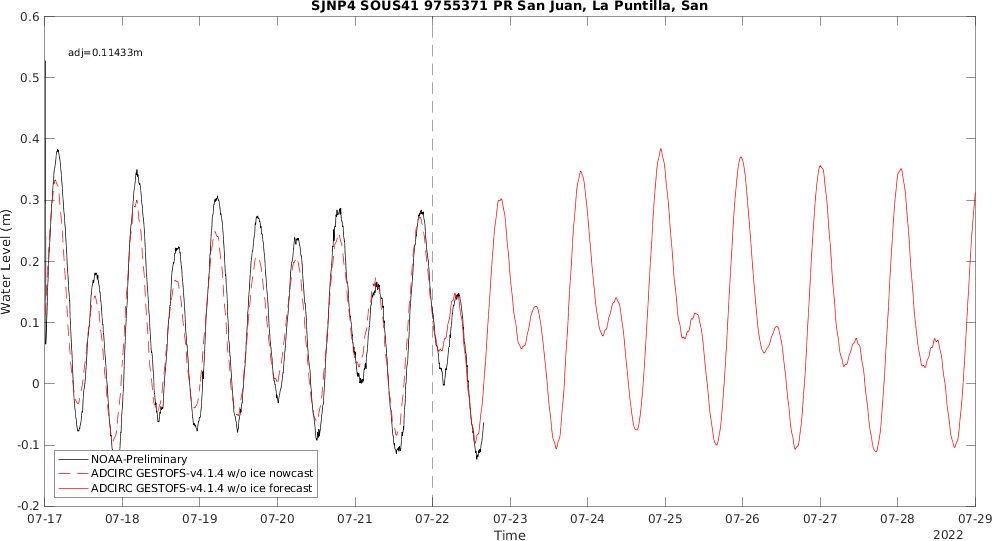 SJNP4 SOUS41 9755371 PR San Juan, La Puntilla, San
adj=0.11433m
Water Level (m)
0.6
0.5
0.4
0.3
0.2
0.1
0
-0.1
-0.2
NOAA-Preliminary
ADCIRC GESTOFS-v4.1.4 w/o ice nowcast
ADCIRC GESTOFS-v4.1.4 w/o ice forecast
07-17 07-18 07-19 07-20 07-21 07-22 07-23 07-24 07-25 07-26 07-27 07-28 07-29
Time
2022